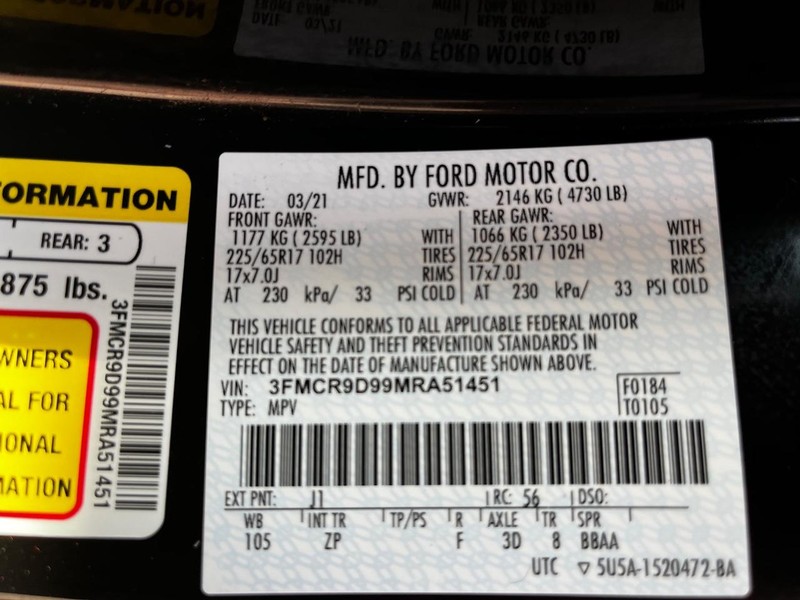 ORMATION
REAR: 3
875 lbs.
3FMCR9D99MRA51451
WNERS
AL FOR
IONAL
MATION
MFD. BY FORD MOTOR CO.
DATE: 03/21 GVWR: 2146 KG ( 4730 LB)
FRONT GAWR: REAR GAWR:
1177 KG ( 2595 LB) WITH 1066 KG ( 2350 LB) WITH
225/65R17 102H TIRES 225/65R17 102H TIRES
17x7.0J RIMS 17x7.0J RIMS
AT 230 kPa/ 33 PSI COLD AT 230 kPa/ 33 PSI COLD
THIS VEHICLE CONFORMS TO ALL APPLICABLE FEDERAL MOTOR
VEHICLE SAFETY AND THEFT PREVENTION STANDARDS IN
EFFECT ON THE DATE OF MANUFACTURE SHOWN ABOVE.
VIN: 3FMCR9D99MRA51451 F0184
TYPE: MPV T0105
EXT PNT: J1 RC: 56 DSO:
WB INT TR TP/PS R AXLE TR SPR
105 ZP F 3D 8 BBAA
UTC ▽ 5U5A-1520472-BA